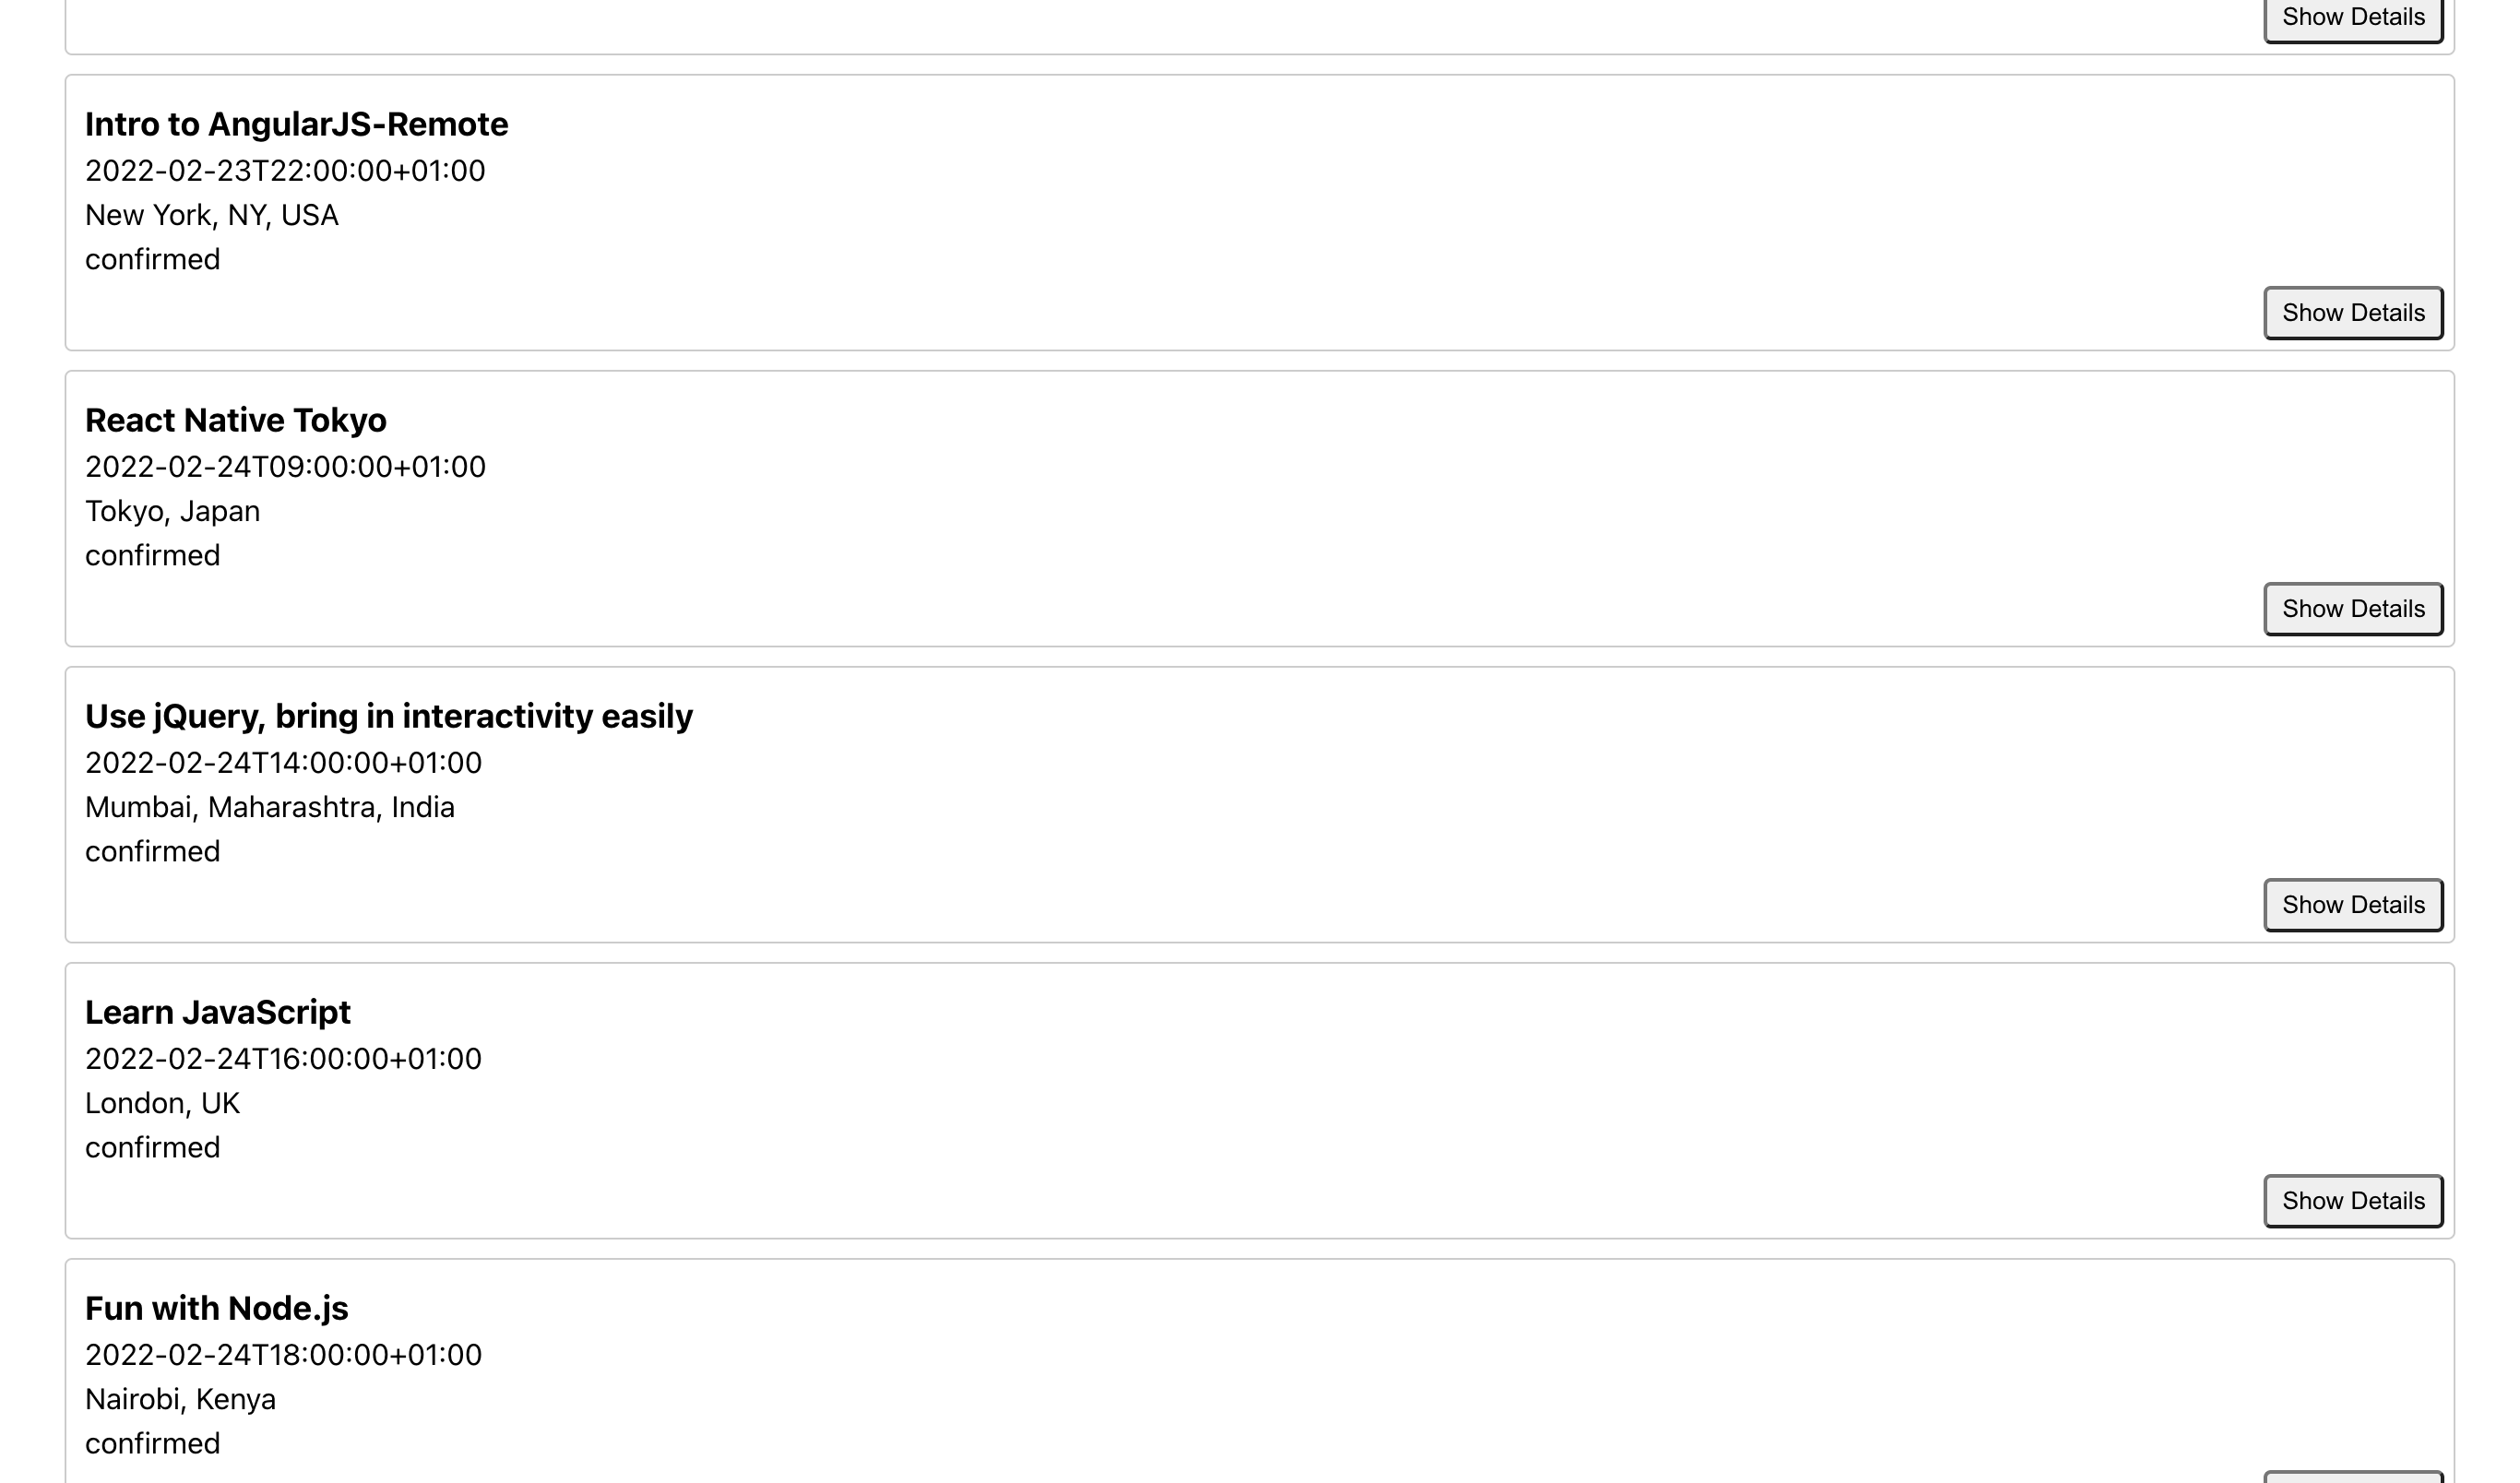 Show Details
Intro to AngularJS-Remote
2022-02-23T22:00:00+01:00
New York, NY, USA
confirmed
Show Details
React Native Tokyo
2022-02-24T09:00:00+01:00
Tokyo, Japan
confirmed
Show Details
Use jQuery, bring in interactivity easily
2022-02-24T14:00:00+01:00
Mumbai, Maharashtra, India
confirmed
Show Details
Learn JavaScript
2022-02-24T16:00:00+01:00
London, UK
confirmed
Show Details
Fun with Node.js
2022-02-24T18:00:00+01:00
Nairobi, Kenya
confirmed